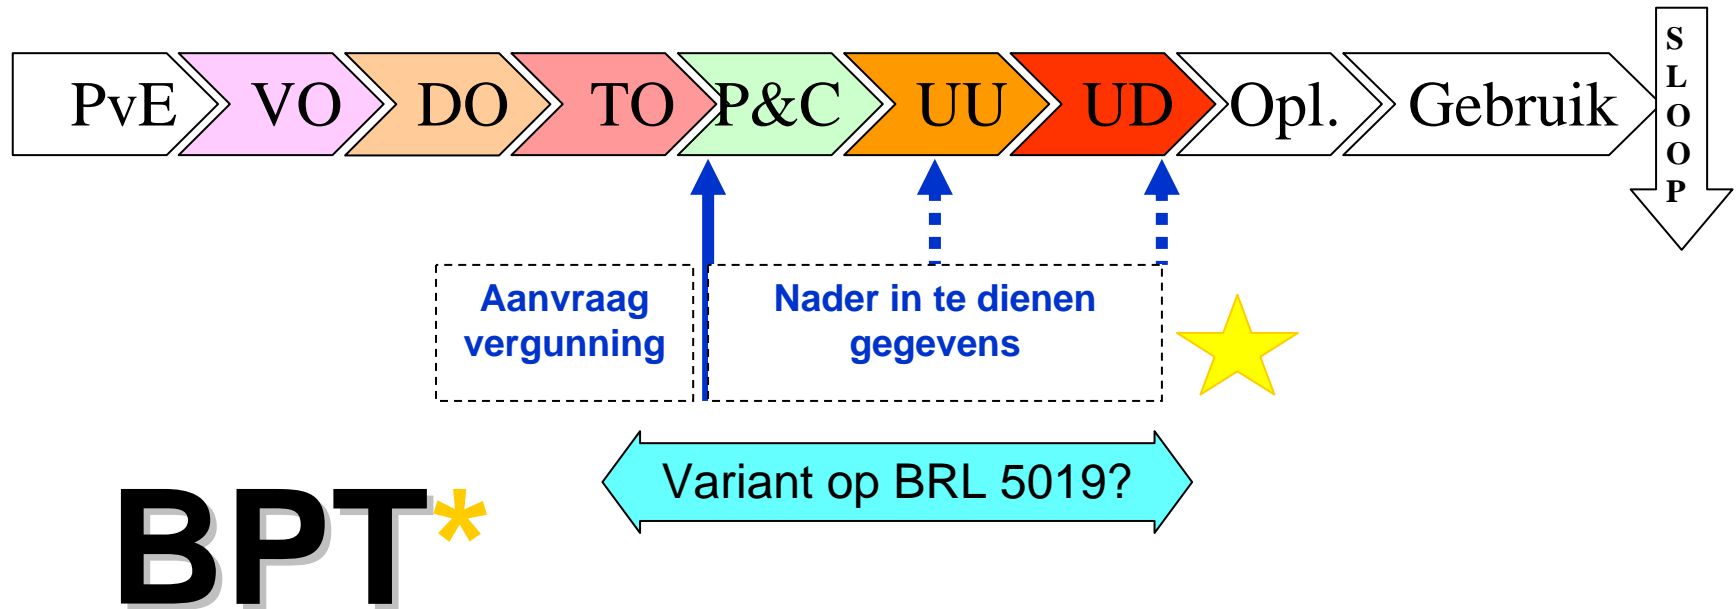 PvE
VO
DO
TO
P&C
UU
UD
Opl.
Gebruik
SLOOP
Aanvraag
vergunning
Nader in te dienen
gegevens
Variant op BRL 5019?
BPT*